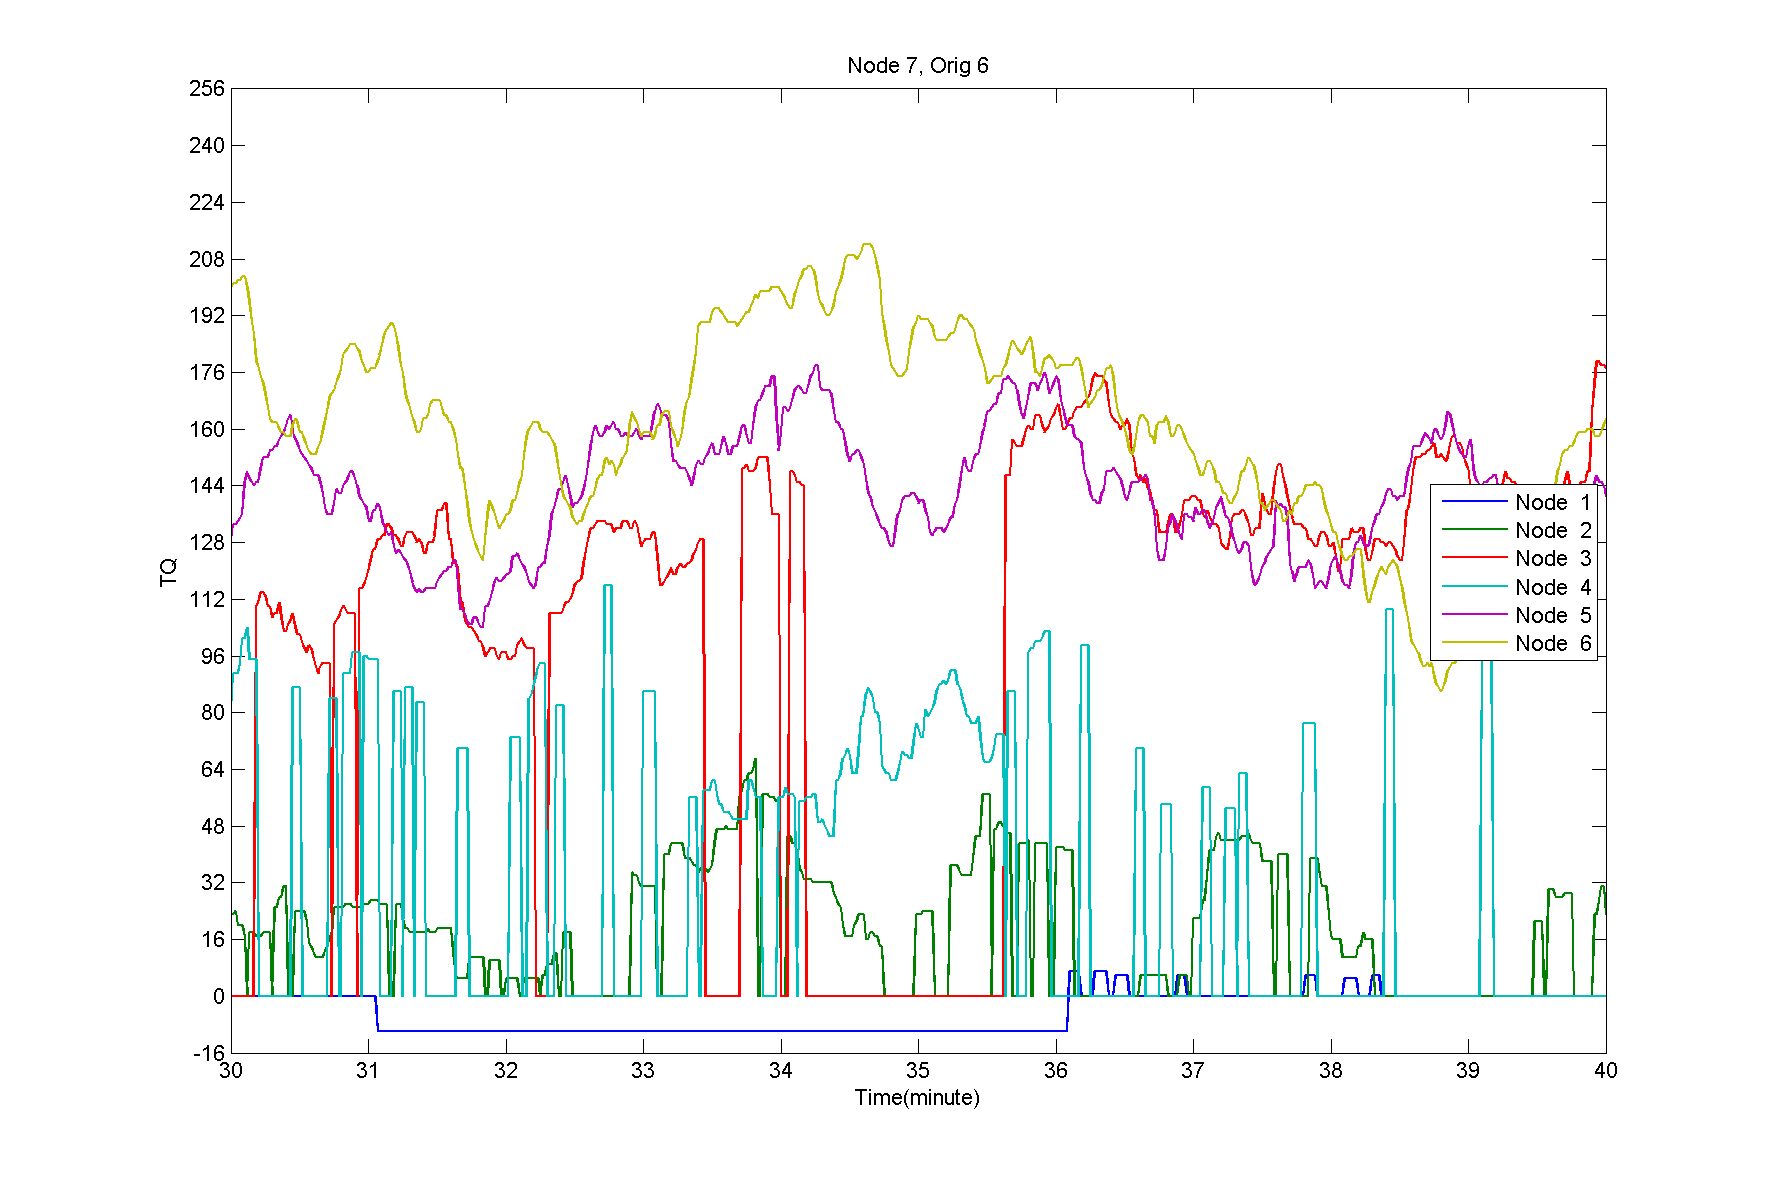 Node 7, Orig 6
256
240
224
208
192
176
160
144
128
112
96
80
64
48
32
16
0
-16
TQ
30 31 32 33 34 35 36 37 38 39 40
Time(minute)
Node 1
Node 2
Node 3
Node 4
Node 5
Node 6